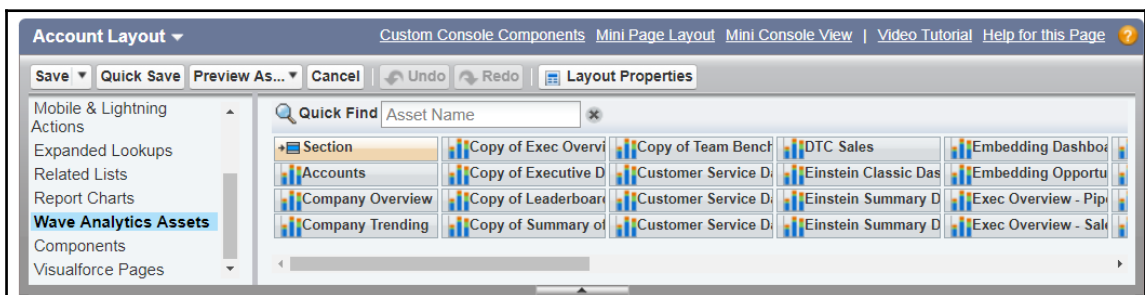 Account Layout Custom Console Components Mini Page Layout Mini Console View | Video Tutorial Help for this Page ?
Save Quick Save Preview As... Cancel Undo Redo Layout Properties
Mobile & Lightning
Actions
Expanded Lookups
Related Lists
Report Charts
Wave Analytics Assets
Components
Visualforce Pages
Quick Find Asset Name
Section Copy of Exec Overvi Copy of Team Bench DTC Sales Embedding Dashboa
Accounts Copy of Executive D Customer Service Da Einstein Classic Das Embedding Opportu
Company Overview Copy of Leaderboar Customer Service Da Einstein Summary D Exec Overview - Pip
Company Trending Copy of Summary of Customer Service Da Einstein Summary D Exec Overview - Sal